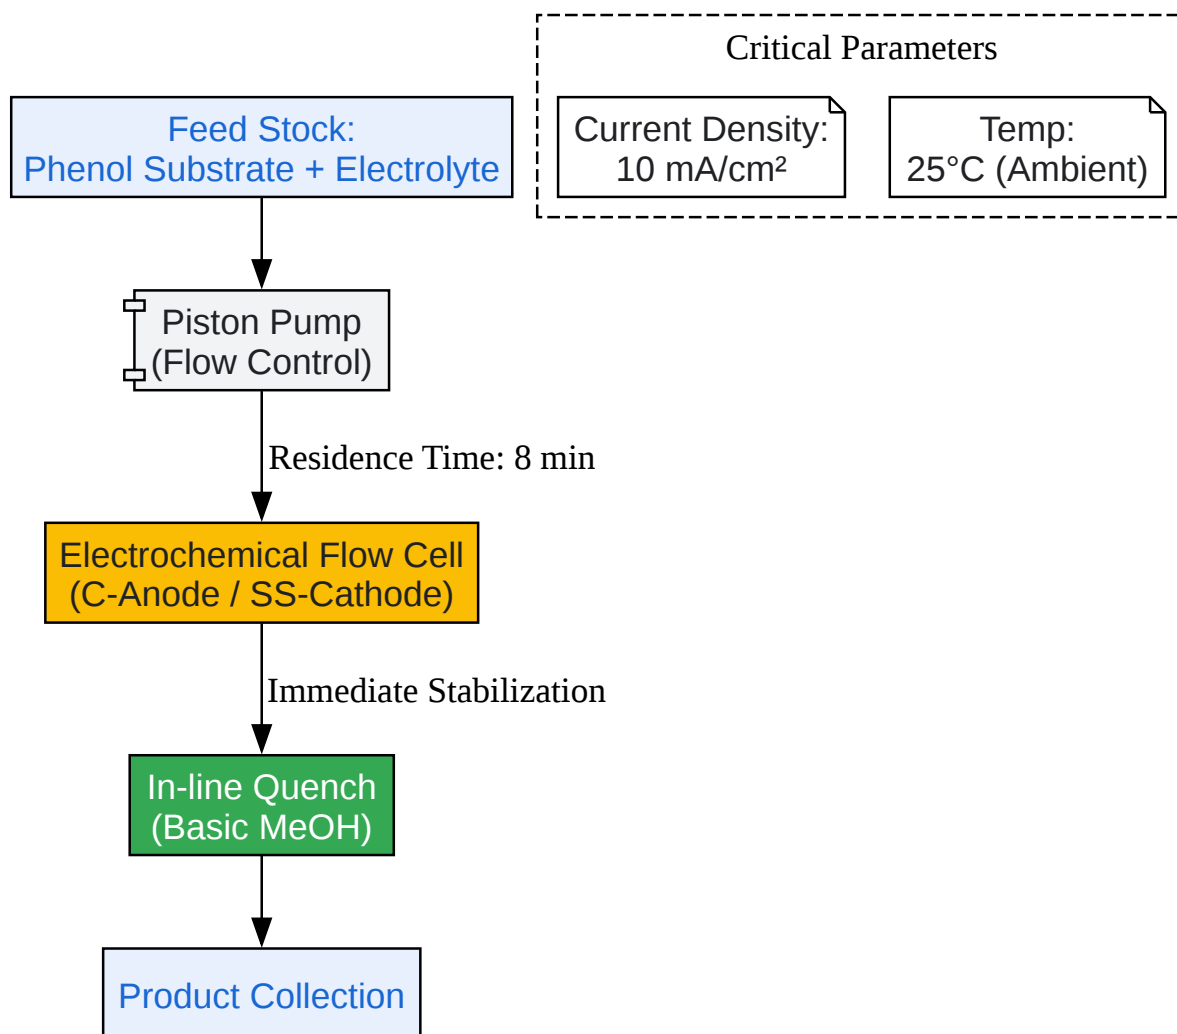 Critical Parameters
Feed Stock:
Phenol Substrate + Electrolyte
Current Density:
10 mA/cm²
Temp:
25°C (Ambient)
Piston Pump
(Flow Control)
Residence Time: 8 min
Electrochemical Flow Cell
(C-Anode / SS-Cathode)
Immediate Stabilization
In-line Quench
(Basic MeOH)
Product Collection